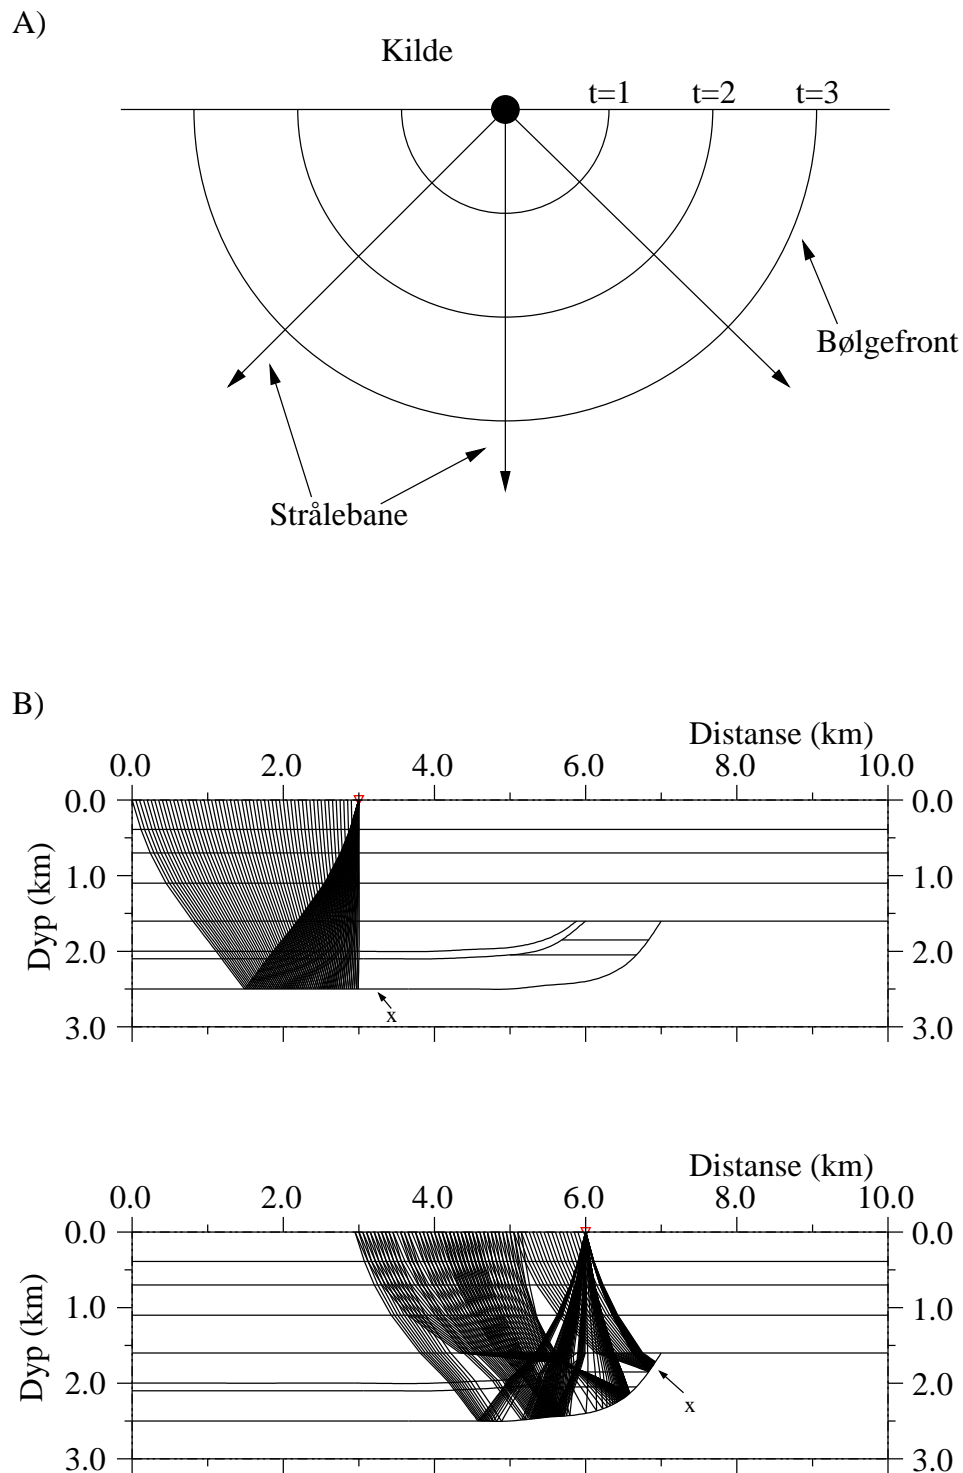 A)
Kilde
t=1 t=2 t=3
Bølgefront
Strålebane
B)
Distanse (km)
0.0 2.0 4.0 6.0 8.0 10.0
0.0 0.0
1.0 1.0
Dyp (km)
2.0 2.0
x
3.0 3.0
Distanse (km)
0.0 2.0 4.0 6.0 8.0 10.0
0.0 0.0
1.0 1.0
Dyp (km)
2.0 2.0
x
3.0 3.0